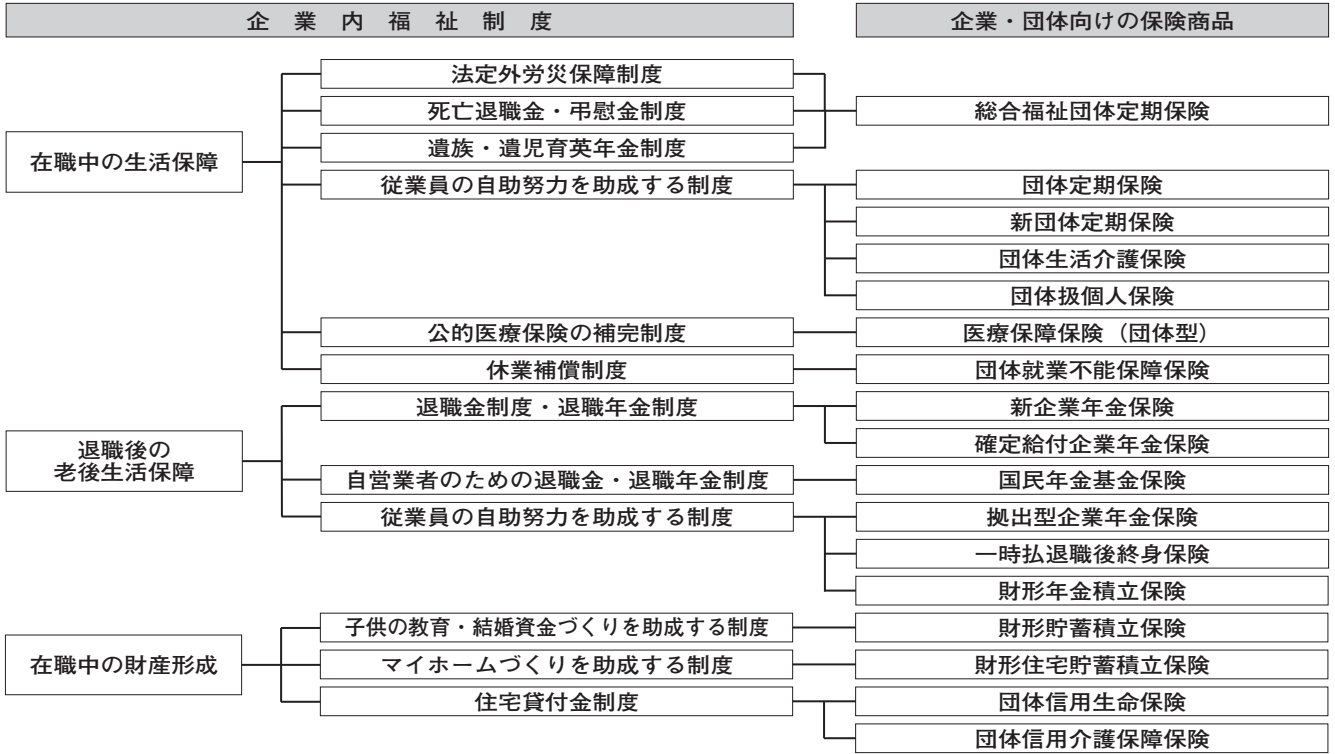 企業内福祉制度
企業・団体向けの保険商品
在職中の生活保障
法定外労災保障制度
死亡退職金・弔慰金制度
遺族・遺児育英年金制度
総合福祉団体定期保険
従業員の自助努力を助成する制度
団体定期保険
新団体定期保険
団体生活介護保険
団体扱個人保険
公的医療保険の補完制度
医療保障保険（団体型）
休業補償制度
団体就業不能保障保険
退職後の
老後生活保障
退職金制度・退職年金制度
新企業年金保険
確定給付企業年金保険
自営業者のための退職金・退職年金制度
国民年金基金保険
従業員の自助努力を助成する制度
拠出型企業年金保険
一時払退職後終身保険
財形年金積立保険
在職中の財産形成
子供の教育・結婚資金づくりを助成する制度
財形貯蓄積立保険
マイホームづくりを助成する制度
財形住宅貯蓄積立保険
住宅貸付金制度
団体信用生命保険
団体信用介護保障保険